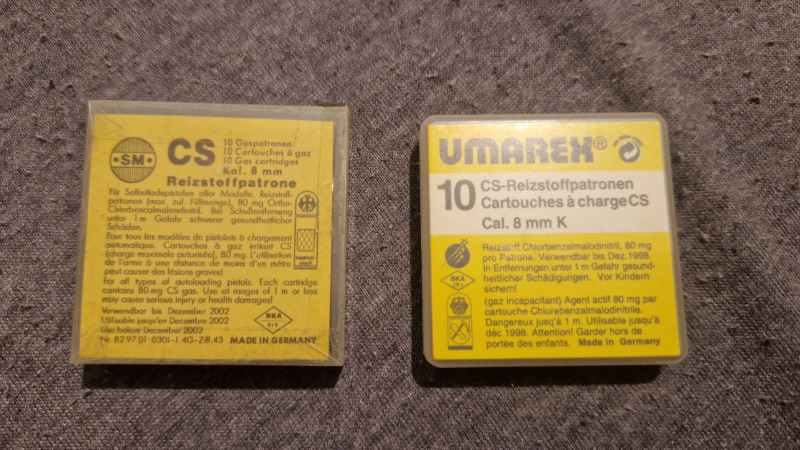 SM
CS
10 Gaspatronen
10 Cartouches à gaz
10 Gas cartridges
Kal. 8 mm
Reizstoffpatrone
Für Selbstladepistolen aller Modelle, Reizstoff-
patronen (max. zul. Füllmenge), 80 mg Ortho-
Chlorbenzalmalondinitril. Bei Schußentfernung
unter 1 m Gefahr schwerer gesundheitlicher
Schäden.
Pour tous les modèles de pistolets à chargement
automatique. Cartouches à gaz irritant CS
(charge maximale autorisée), 80 mg. L'utilisation
de l'arme à une distance de moins d'un mètre
peut causer des lésions graves!
For all types of autoloading pistols. Each cartridge
contains 80 mg CS gas. Use at ranges of 1 m or less
may cause serious injury or health damages!
Verwendbar bis Dezember 2002
Utilisable jusqu'en Decembre 2002
Use before December 2002
BKA
MADE IN GERMANY
UMAREX®
10 CS-Reizstoffpatronen
Cartouches à charge CS
Cal. 8 mm K
Reizstoff Chlorbenzalmalodinitril, 80 mg
pro Patrone. Verwendbar bis Dez. 1998.
In Entfernungen unter 1 m Gefahr gesund-
heitlicher Schädigungen. Vor Kindern
sichern!
BKA
(gaz incapacitant) Agent actif 80 mg par
cartouche Chlorebenzalmalodinitrile.
Dangereux jusqu'à 1 m. Utilisable jusqu'à
déc 1998. Attention! Garder hors de
portée des enfants. Made in Germany